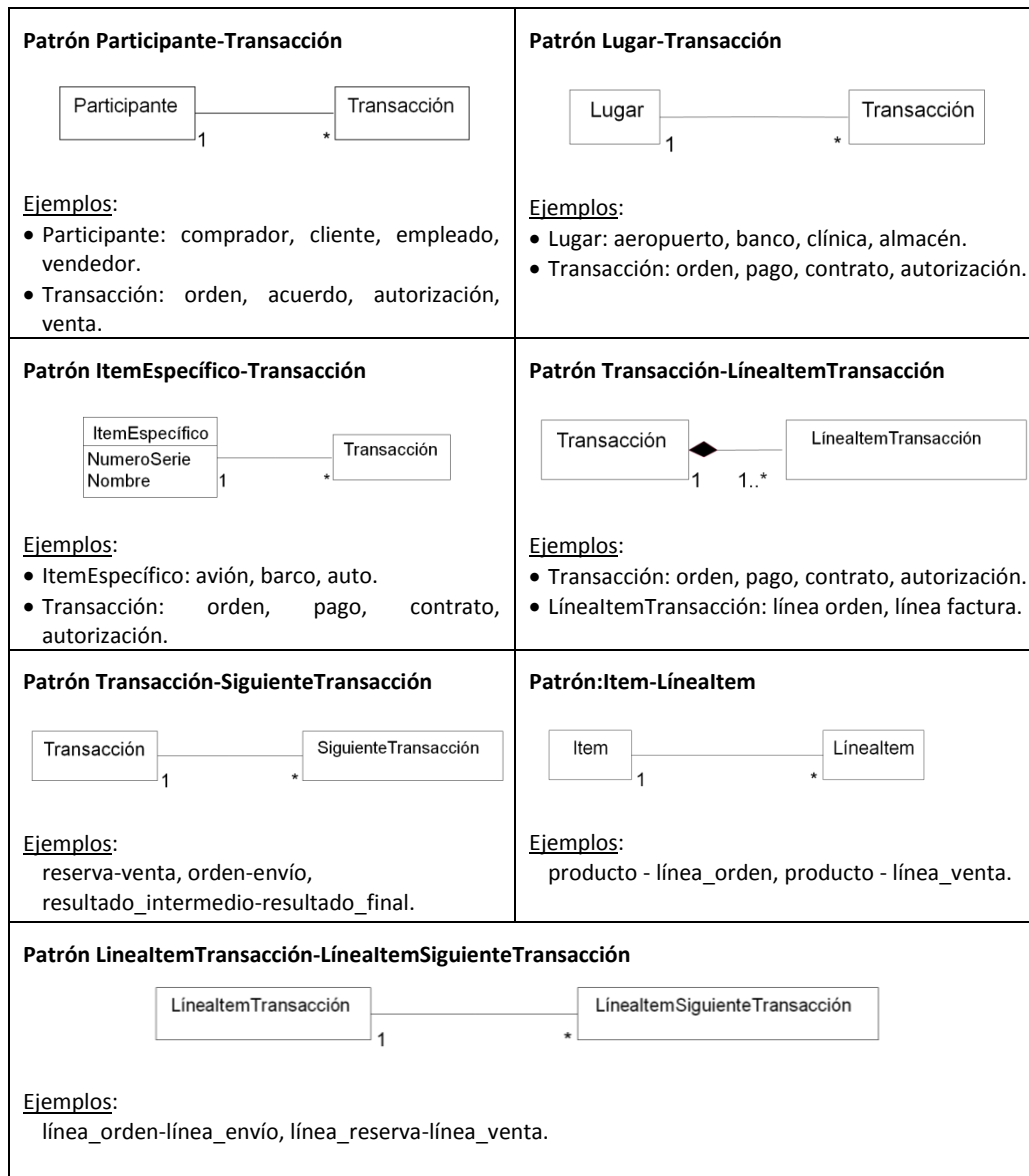 Patrón Participante-Transacción
Participante
Transacción
1
*
Ejemplos:
• Participante: comprador, cliente, empleado,
vendedor.
• Transacción: orden, acuerdo, autorización,
venta.
Patrón Lugar-Transacción
Lugar
Transacción
1
*
Ejemplos:
• Lugar: aeropuerto, banco, clínica, almacén.
• Transacción: orden, pago, contrato, autorización.
Patrón ItemEspecífico-Transacción
ItemEspecífico
NumeroSerie
Nombre
Transacción
1
*
Ejemplos:
• ItemEspecífico: avión, barco, auto.
• Transacción: orden, pago, contrato,
autorización.
Patrón Transacción-LíneaItemTransacción
Transacción
LíneaItemTransacción
1
1..*
Ejemplos:
• Transacción: orden, pago, contrato, autorización.
• LíneaItemTransacción: línea orden, línea factura.
Patrón Transacción-SiguienteTransacción
Transacción
SiguienteTransacción
1
*
Ejemplos:
reserva-venta, orden-envío,
resultado_intermedio-resultado_final.
Patrón:Item-LíneaItem
Item
LíneaItem
1
*
Ejemplos:
producto - línea_orden, producto - línea_venta.
Patrón LineaItemTransacción-LíneaItemSiguienteTransacción
LíneaItemTransacción
LíneaItemSiguienteTransacción
1
*
Ejemplos:
línea_orden-línea_envío, línea_reserva-línea_venta.